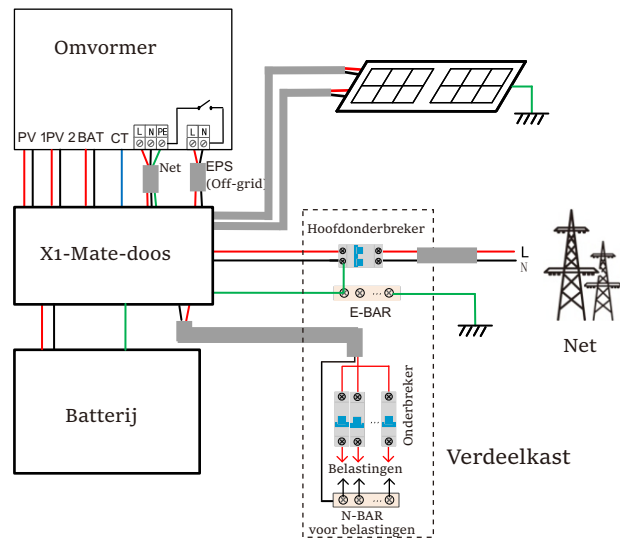 Omvormer
PV 1 PV 2 BAT CT
L N PE
L N
Net
EPS
(Off-grid)
X1-Mate-doos
Hoofdonderbreker
L
N
E-BAR
Net
Batterij
Onderbreker
Belastingen
Verdeelkast
N-BAR
voor belastingen